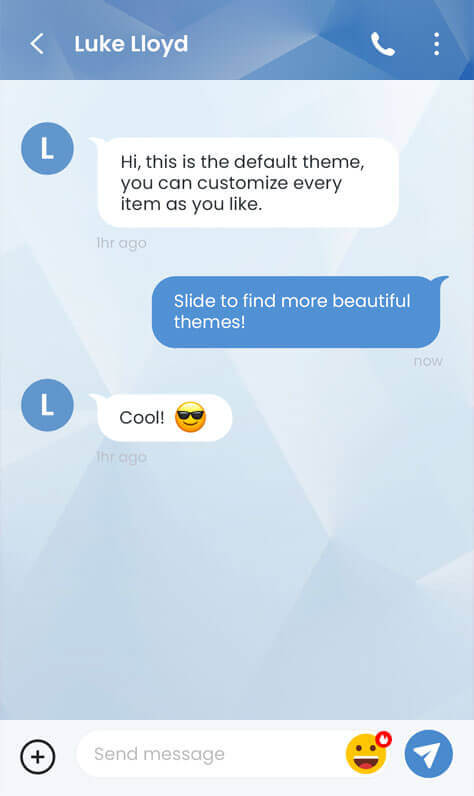 Luke Lloyd
L
Hi, this is the default theme,
you can customize every
item as you like.
1hr ago
Slide to find more beautiful
themes!
now
L
Cool! 😎
1hr ago
Send message